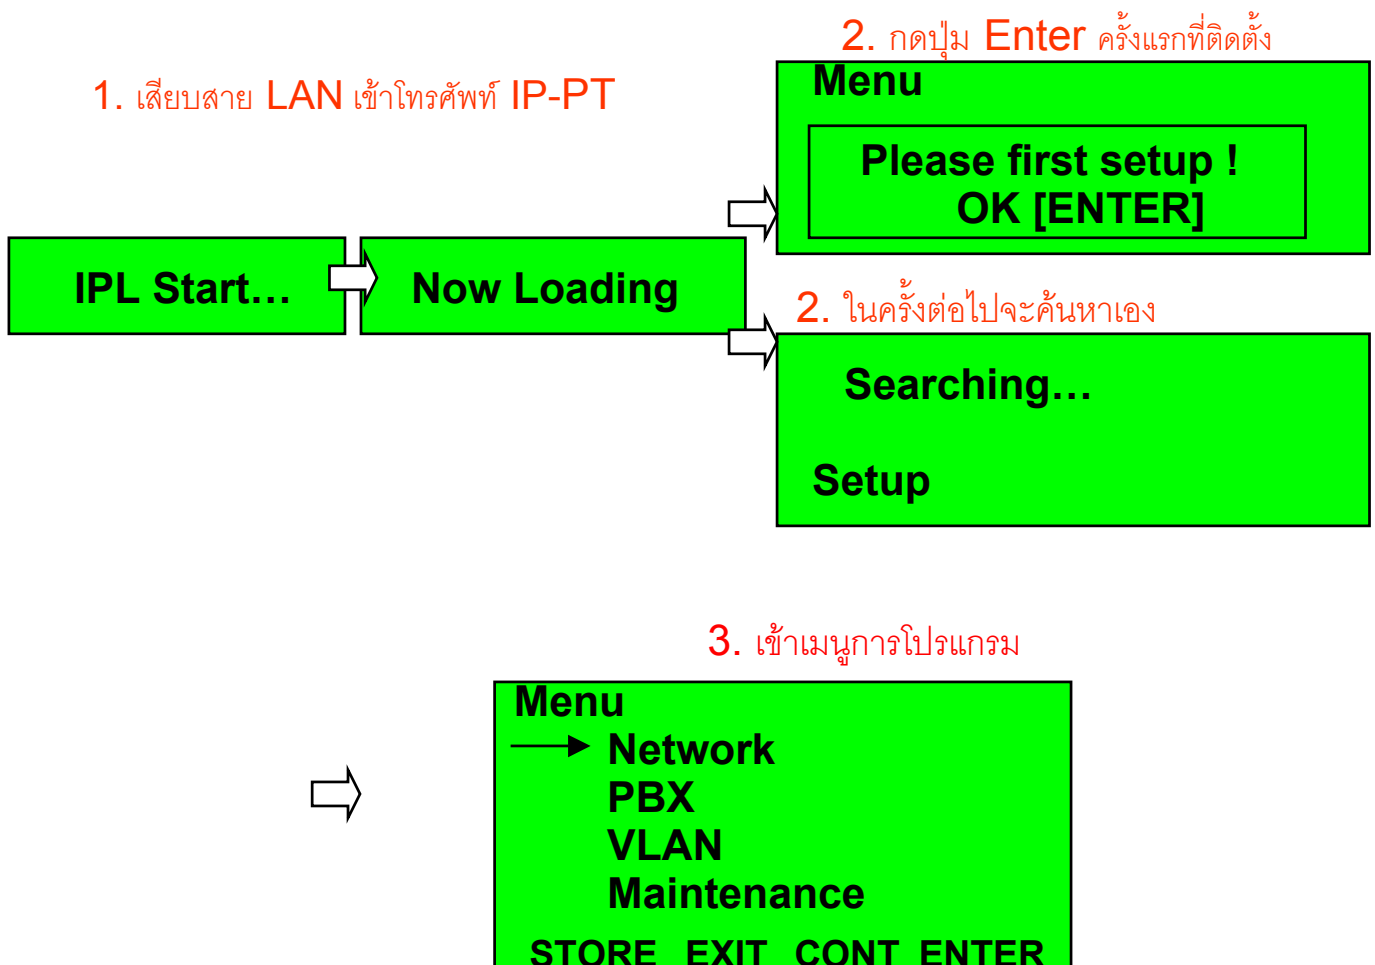 1. เสียบสาย LAN เข้าโทรศัพท์ IP-PT
IPL Start...
Now Loading
2. กดปุ่ม Enter ครั้งแรกที่ติดตั้ง
Menu
Please first setup !
OK [ENTER]
2. ในครั้งต่อไปจะค้นหาเอง
Searching...
Setup
3. เข้าเมนูการโปรแกรม
Menu
Network
PBX
VLAN
Maintenance
STORE EXIT CONT ENTER